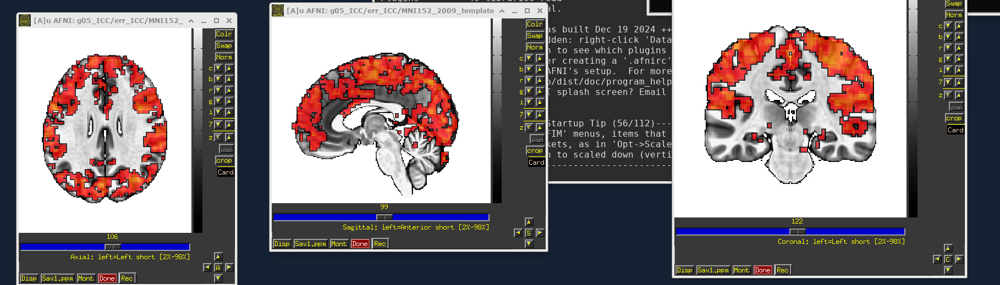 [A]u AFNI: g05_ICC/err_ICC/MNI152_
Colr
Swap
Norm
c
b
r
g
i
7
z
pan
crop
Card
106
Axial: left=Left short [2%-98%]
A
Disp Sav1.ppm Mont Done Rec
[A]u AFNI: g05_ICC/err_ICC/MNI152_2009_template
Colr
Swap
Norm
c
b
r
g
i
7
z
pan
crop
Card
99
Sagittal: left=Anterior short [2%-98%]
S
Disp Sav1.ppm Mont Done Rec
al.
as built Dec 19 2024 ++
dden: right-click 'Data
n to see which plugins
er creating a '.afnirc'
AFNI's setup. For more
/dist/doc/program_help
I splash screen? Email
Startup Tip (56/112)---
FIM' menus, items that
kets, as in 'Opt->Scale
n to scaled down (verti
-----------------------
Swap
Norm
c
b
r
g
i
7
z
pan
crop
Card
122
Coronal: left=Left short [2%-98%]
C
Disp Sav1.ppm Mont Done Rec